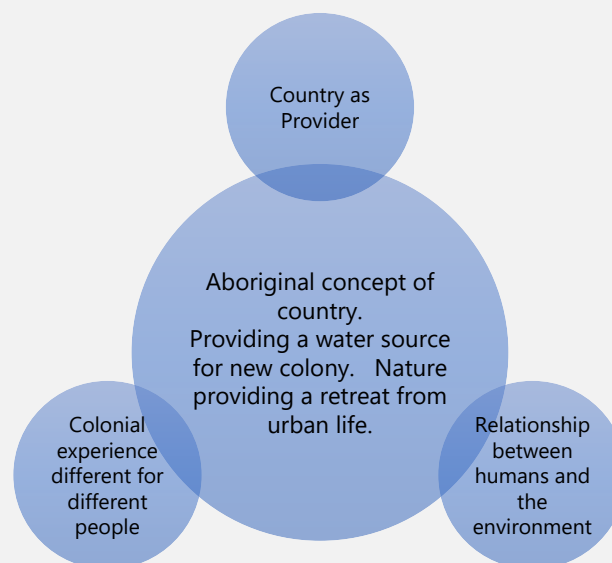 Country as
Provider
Aboriginal concept of
country.
Providing a water source
for new colony.   Nature
providing a retreat from
urban life.
Colonial
experience
different for
different
people
Relationship
between
humans and
the
environment